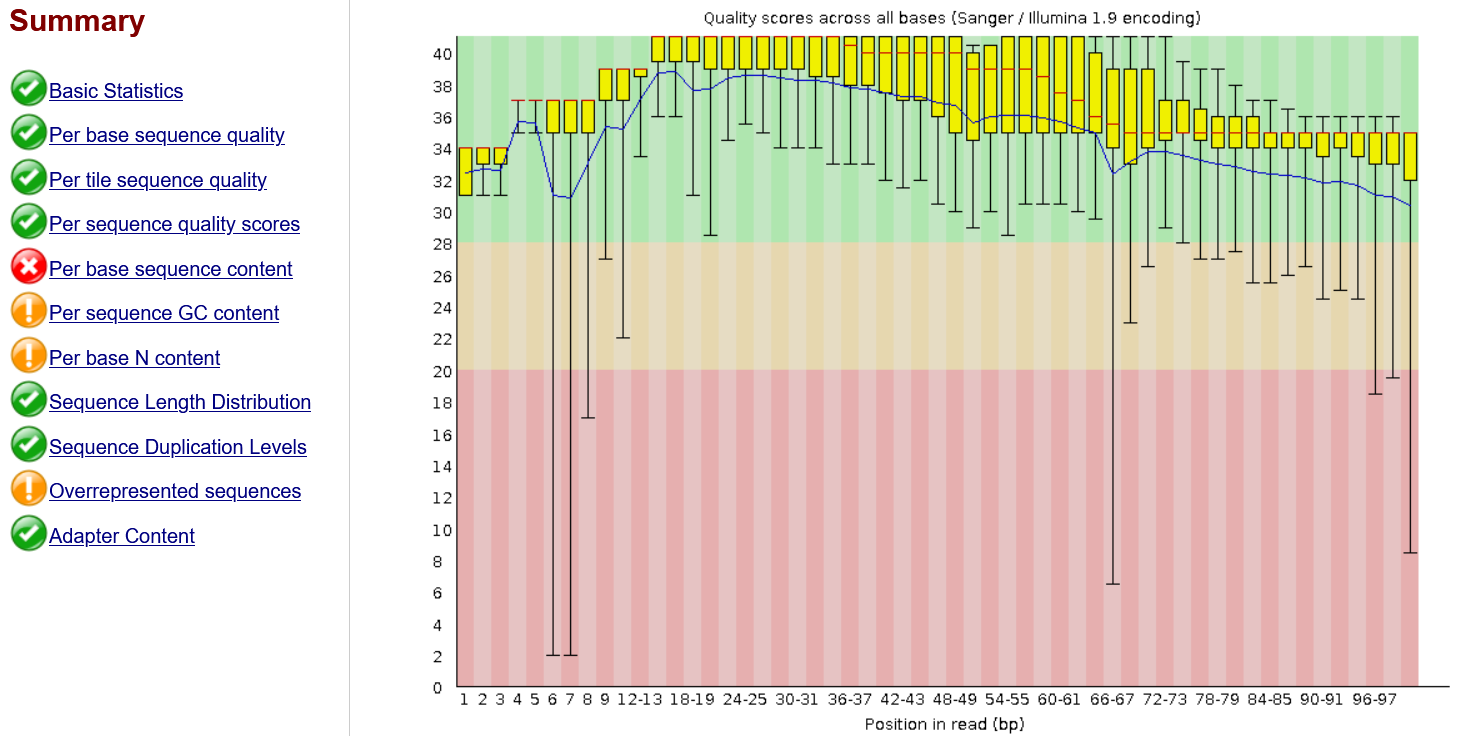 Summary
Basic Statistics
Per base sequence quality
Per tile sequence quality
Per sequence quality scores
Per base sequence content
Per sequence GC content
Per base N content
Sequence Length Distribution
Sequence Duplication Levels
Overrepresented sequences
Adapter Content
Quality scores across all bases (Sanger / Illumina 1.9 encoding)
40
38
36
34
32
30
28
26
24
22
20
18
16
14
12
10
8
6
4
2
0
1 2 3 4 5 6 7 8 9 12-13 18-19 24-25 30-31 36-37 42-43 48-49 54-55 60-61 66-67 72-73 78-79 84-85 90-91 96-97
Position in read (bp)